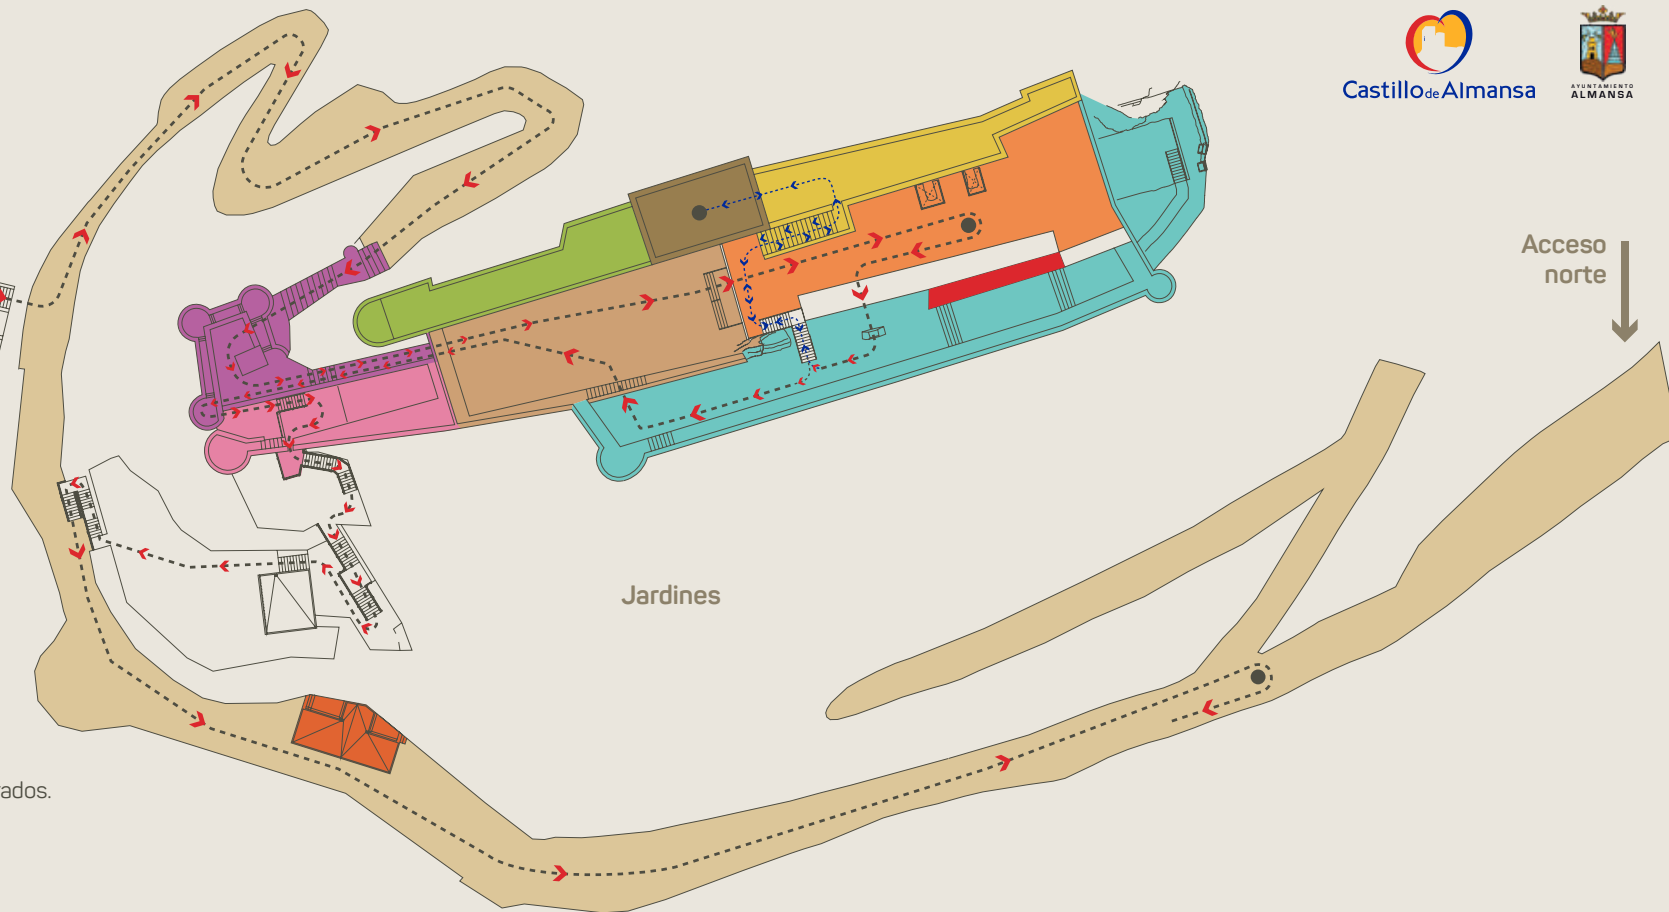 Castillo de Almansa
AYUNTAMIENTO
ALMANSA
Acceso
norte
Jardines
ados.